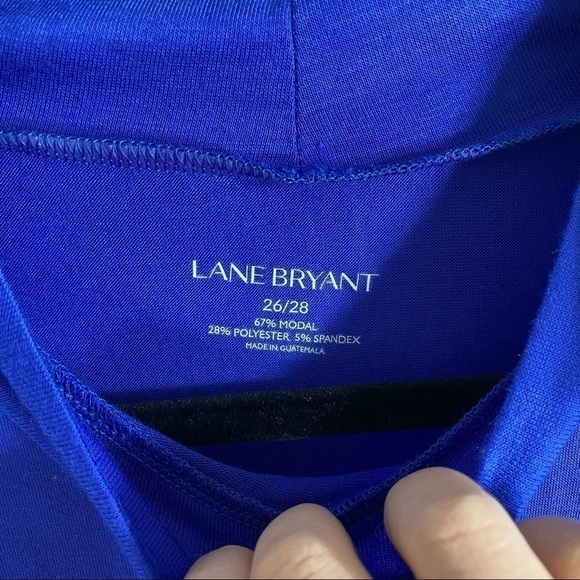 LANE BRYANT
26/28
67% MODAL
28% POLYESTER 5% SPANDEX
MADE IN GUATEMALA